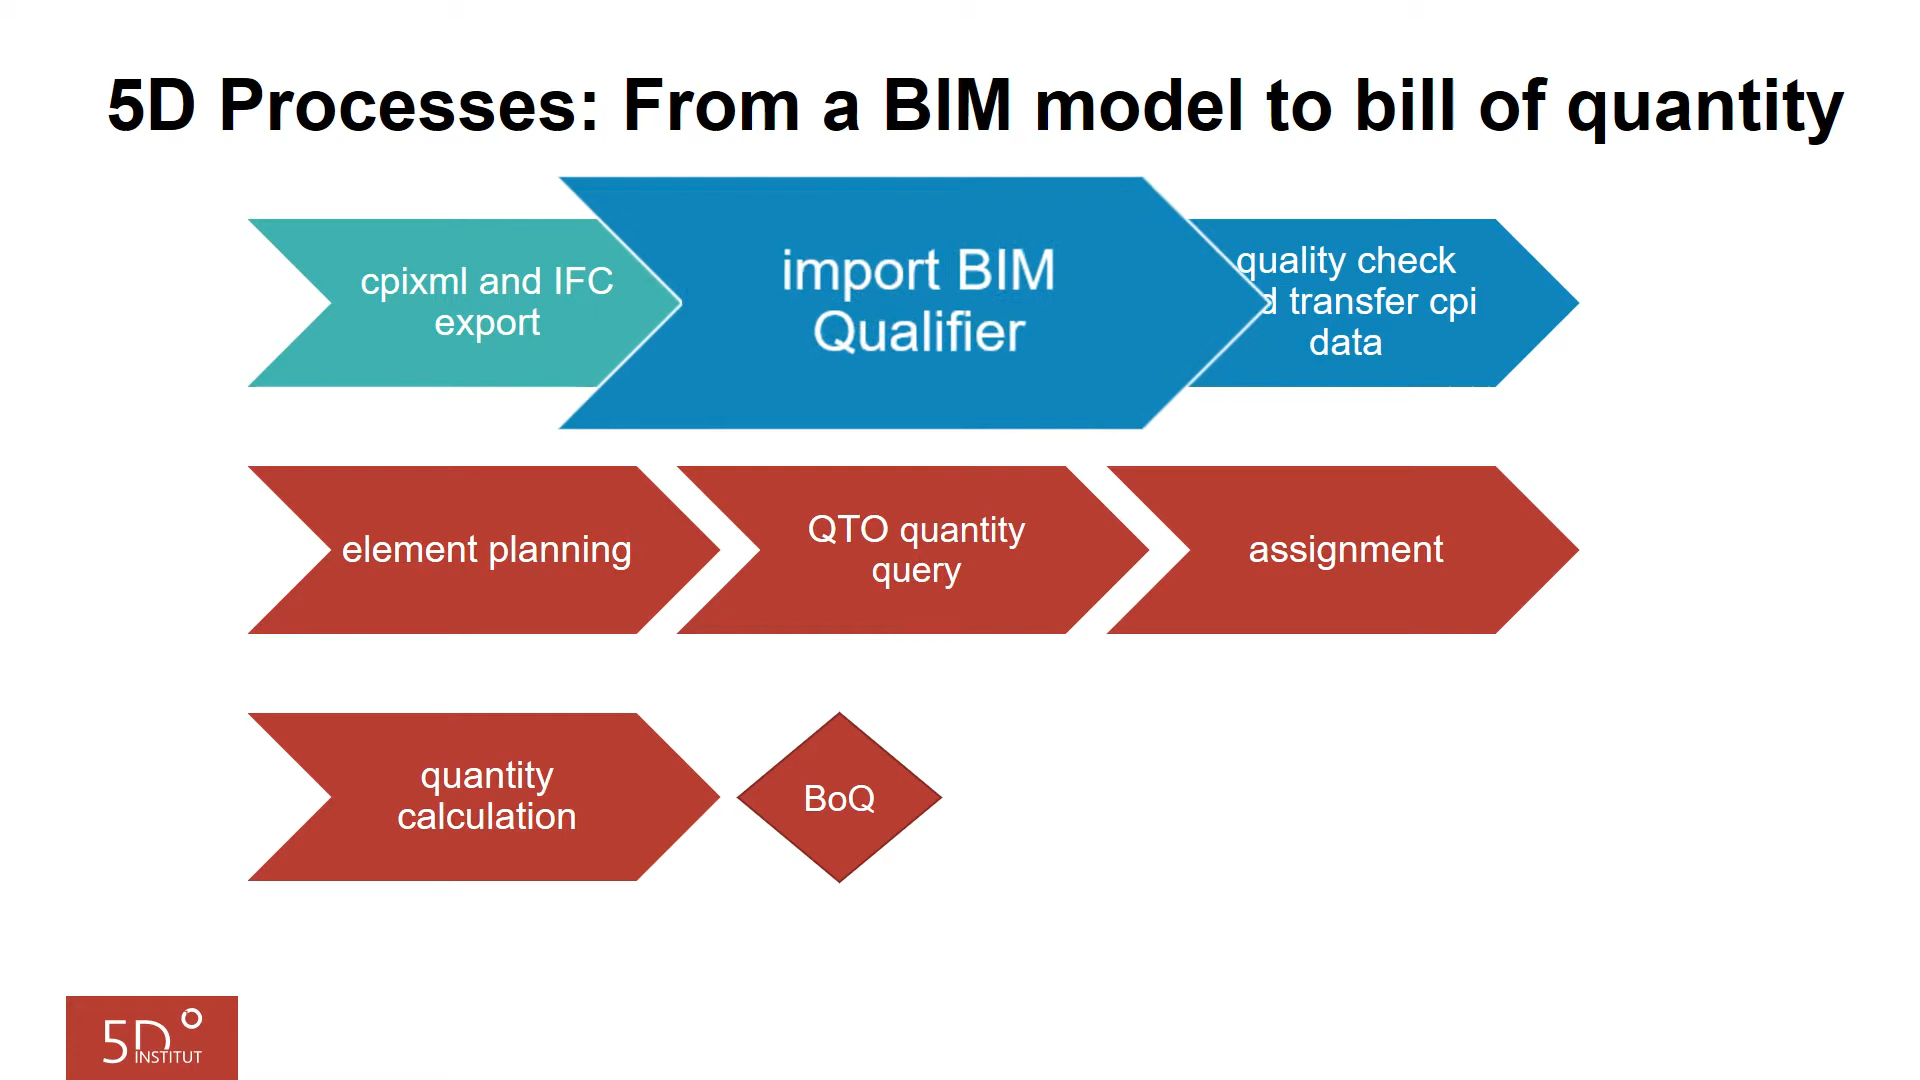 5D Processes: From a BIM model to bill of quantity
cpixml and IFC
export
import BIM
Qualifier
quality check
transfer cpi
data
element planning
QTO quantity
query
assignment
quantity
calculation
BoQ
5D°
INSTITUT